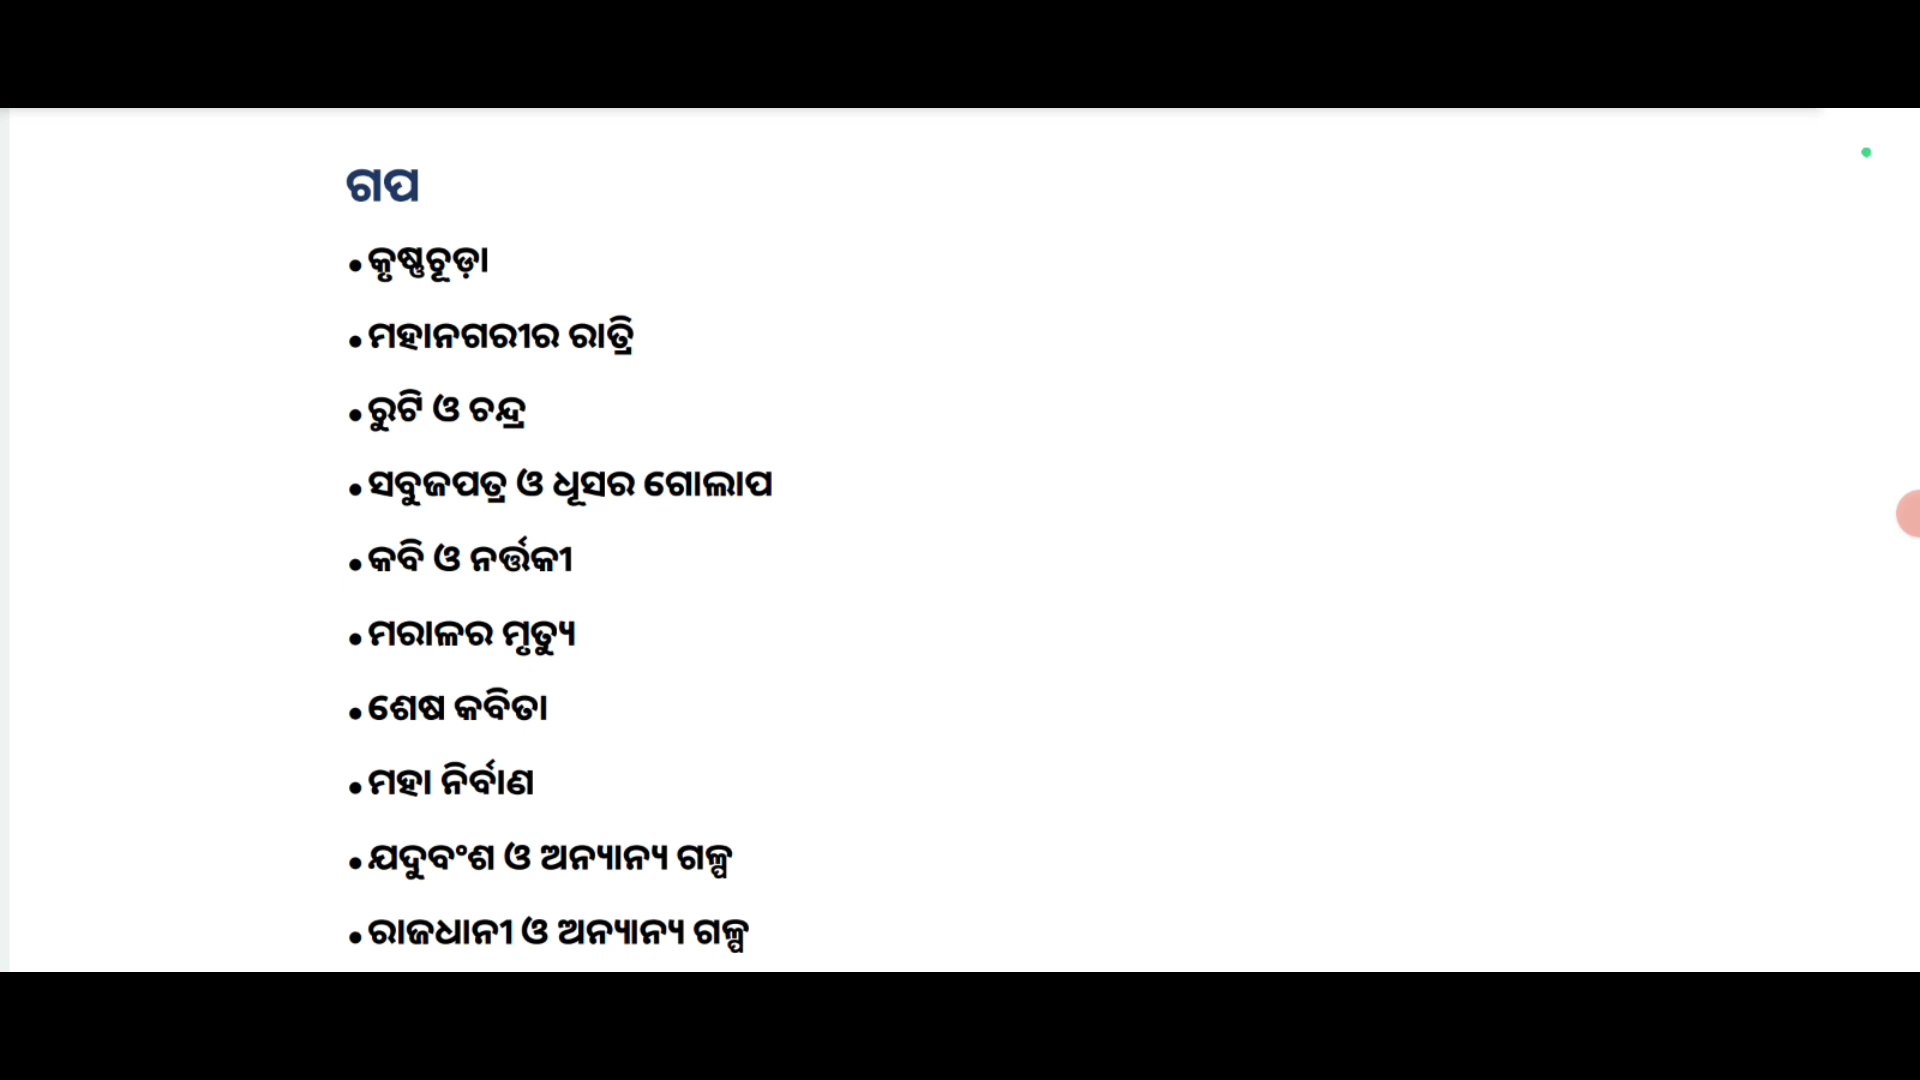 ଗପ
•କୃଷ୍ଣଚୂଡ଼ା
•ମହାନଗରୀର ରାତ୍ରି
•ରୁଟି ଓ ଚନ୍ଦ୍ର
•ସବୁଜପତ୍ର ଓ ଧୂସର ଗୋଲାପ
•କବି ଓ ନର୍ତ୍ତକୀ
•ମରାଳର ମୃତ୍ୟୁ
•ଶେଷ କବିତା
•ମହା ନିର୍ବାଣ
•ଯଦୁବଂଶ ଓ ଅନ୍ୟାନ୍ୟ ଗଳ୍ପ
•ରାଜଧାନୀ ଓ ଅନ୍ୟାନ୍ୟ ଗଳ୍ପ